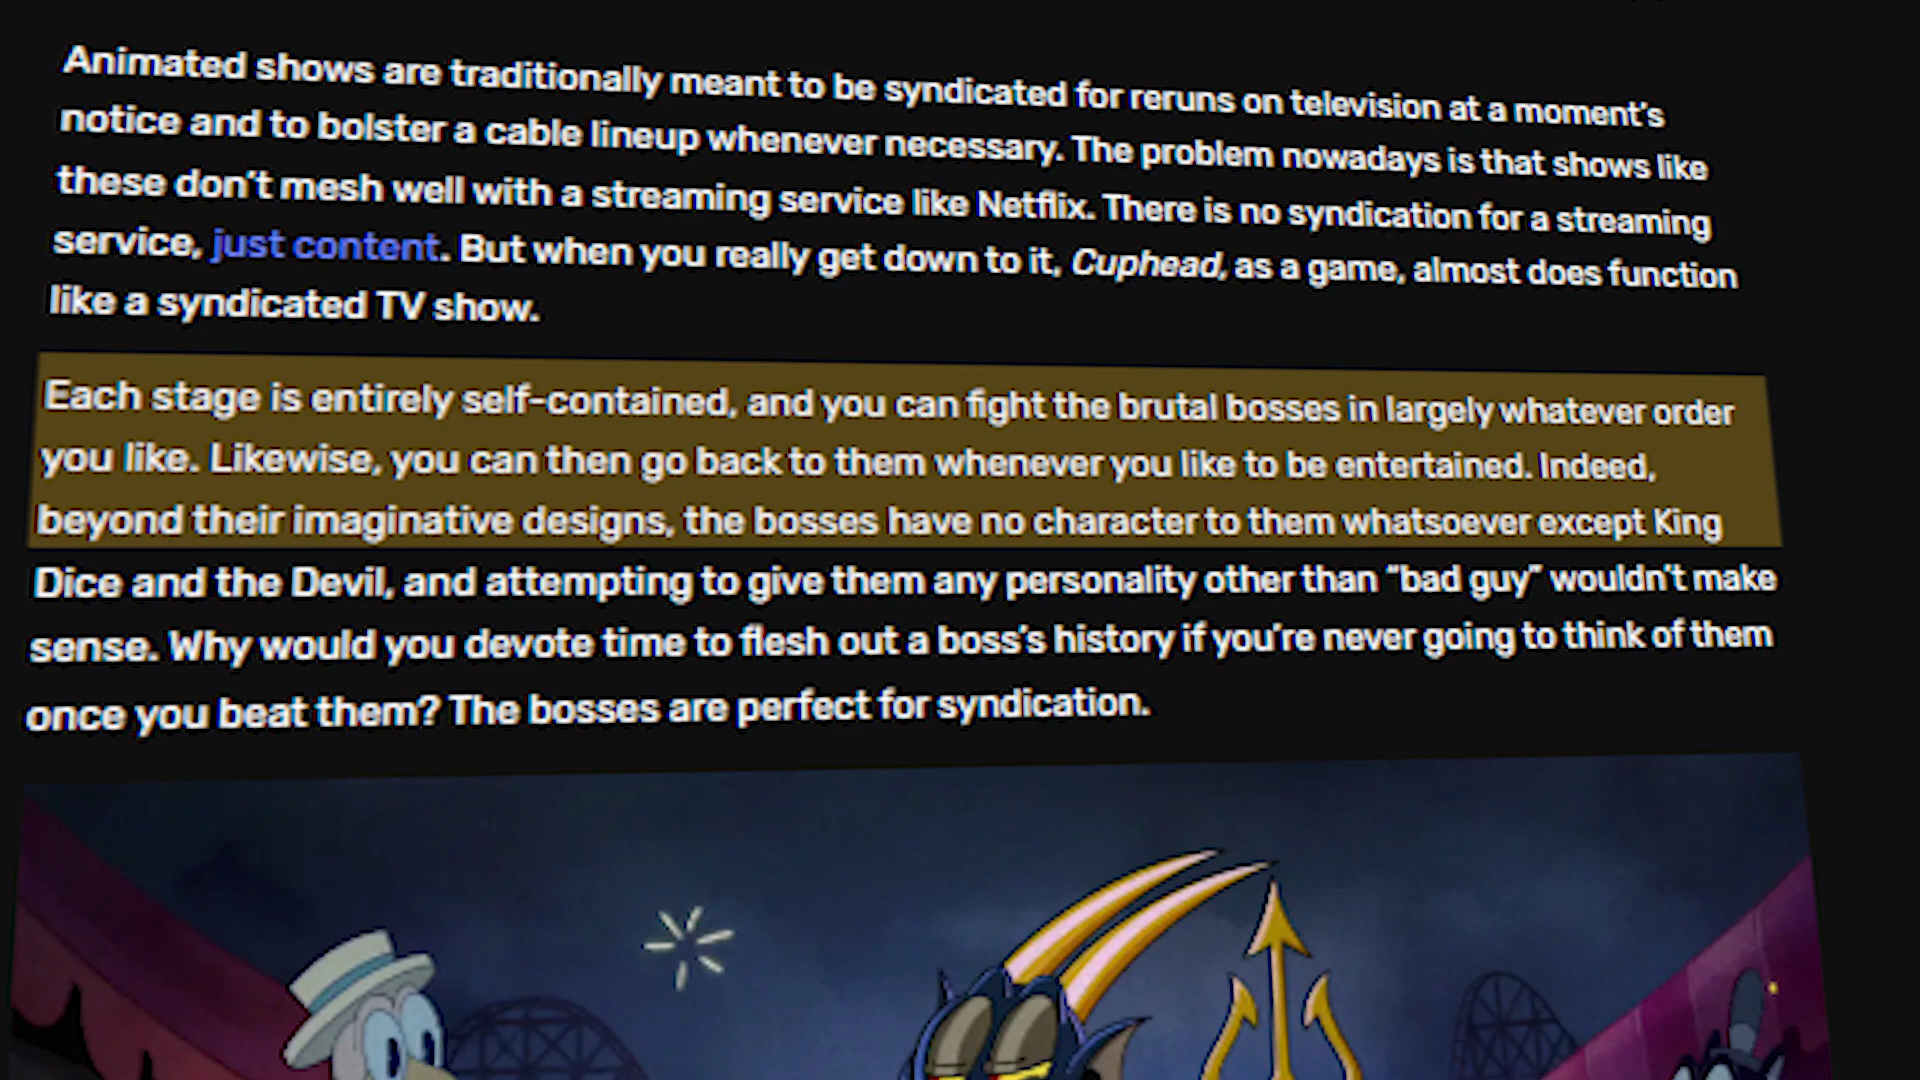 Animated shows are traditionally meant to be syndicated for reruns on television at a moment's
notice and to bolster a cable lineup whenever necessary. The problem nowadays is that shows like
these don't mesh well with a streaming service like Netflix. There is no syndication for a streaming
service, just content. But when you really get down to it, Cuphead, as a game, almost does function
like a syndicated TV show.
Each stage is entirely self-contained, and you can fight the brutal bosses in largely whatever order
you like. Likewise, you can then go back to them whenever you like to be entertained. Indeed,
beyond their imaginative designs, the bosses have no character to them whatsoever except King
Dice and the Devil, and attempting to give them any personality other than “bad guy” wouldn't make
sense. Why would you devote time to flesh out a boss's history if you're never going to think of them
once you beat them? The bosses are perfect for syndication.